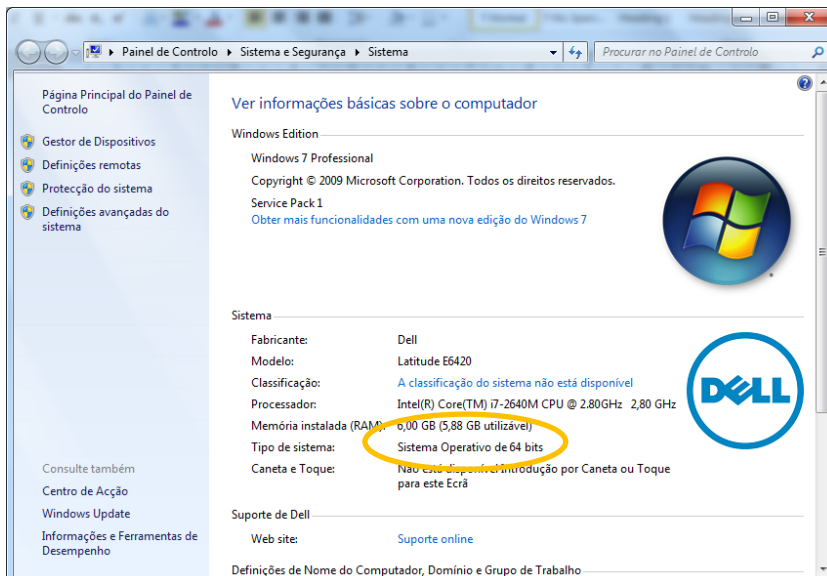 Painel de Controlo ▸ Sistema e Segurança ▸ Sistema
Procurar no Painel de Controlo
Página Principal do Painel de
Controlo
Gestor de Dispositivos
Definições remotas
Protecção do sistema
Definições avançadas do
sistema
Consulte também
Centro de Acção
Windows Update
Informações e Ferramentas de
Desempenho
Ver informações básicas sobre o computador
Windows Edition
Windows 7 Professional
Copyright © 2009 Microsoft Corporation. Todos os direitos reservados.
Service Pack 1
Obter mais funcionalidades com uma nova edição do Windows 7
Sistema
Fabricante: Dell
Modelo: Latitude E6420
Classificação: A classificação do sistema não está disponível
Processador: Intel(R) Core(TM) i7-2640M CPU @ 2.80GHz 2,80 GHz
Memória instalada (RAM): 6,00 GB (5,88 GB utilizável)
Tipo de sistema: Sistema Operativo de 64 bits
Caneta e Toque: Não está disponível Introdução por Caneta ou Toque
para este Ecrã
DELL
Suporte de Dell
Web site: Suporte online
Definições de Nome do Computador, Domínio e Grupo de Trabalho